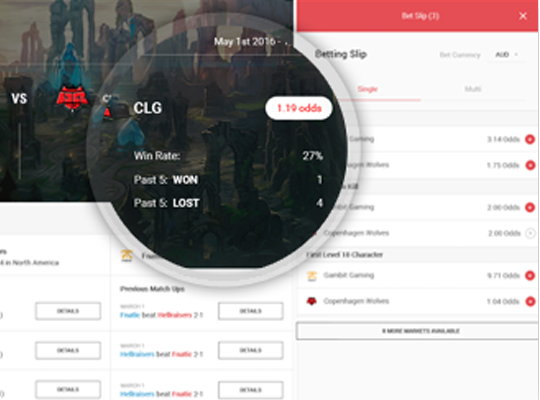 Bet Slip (3)
May 1st 2016 -
Betting Slip
Bet Currency
AUD
VS
CLG
1.19 odds
Single
Multi
Win Rate:
27%
Past 5: WON
1
Past 5: LOST
4
Gaming
3.14 Odds
Copenhagen Wolves
1.75 Odds
Kill
Gaming
2.00 Odds
Copenhagen Wolves
2.00 Odds
First Level 10 Character
Gambit Gaming
9.71 Odds
Copenhagen Wolves
1.04 Odds
8 MORE MARKETS AVAILABLE
in North America
Previous Match Ups
DETAILS
MARCH 1
Fnatic beat Hellraisers 2-1
DETAILS
DETAILS
MARCH 1
Hellraisers beat Fnatic 2-1
DETAILS
DETAILS
MARCH 1
Hellraisers beat Fnatic 2-1
DETAILS